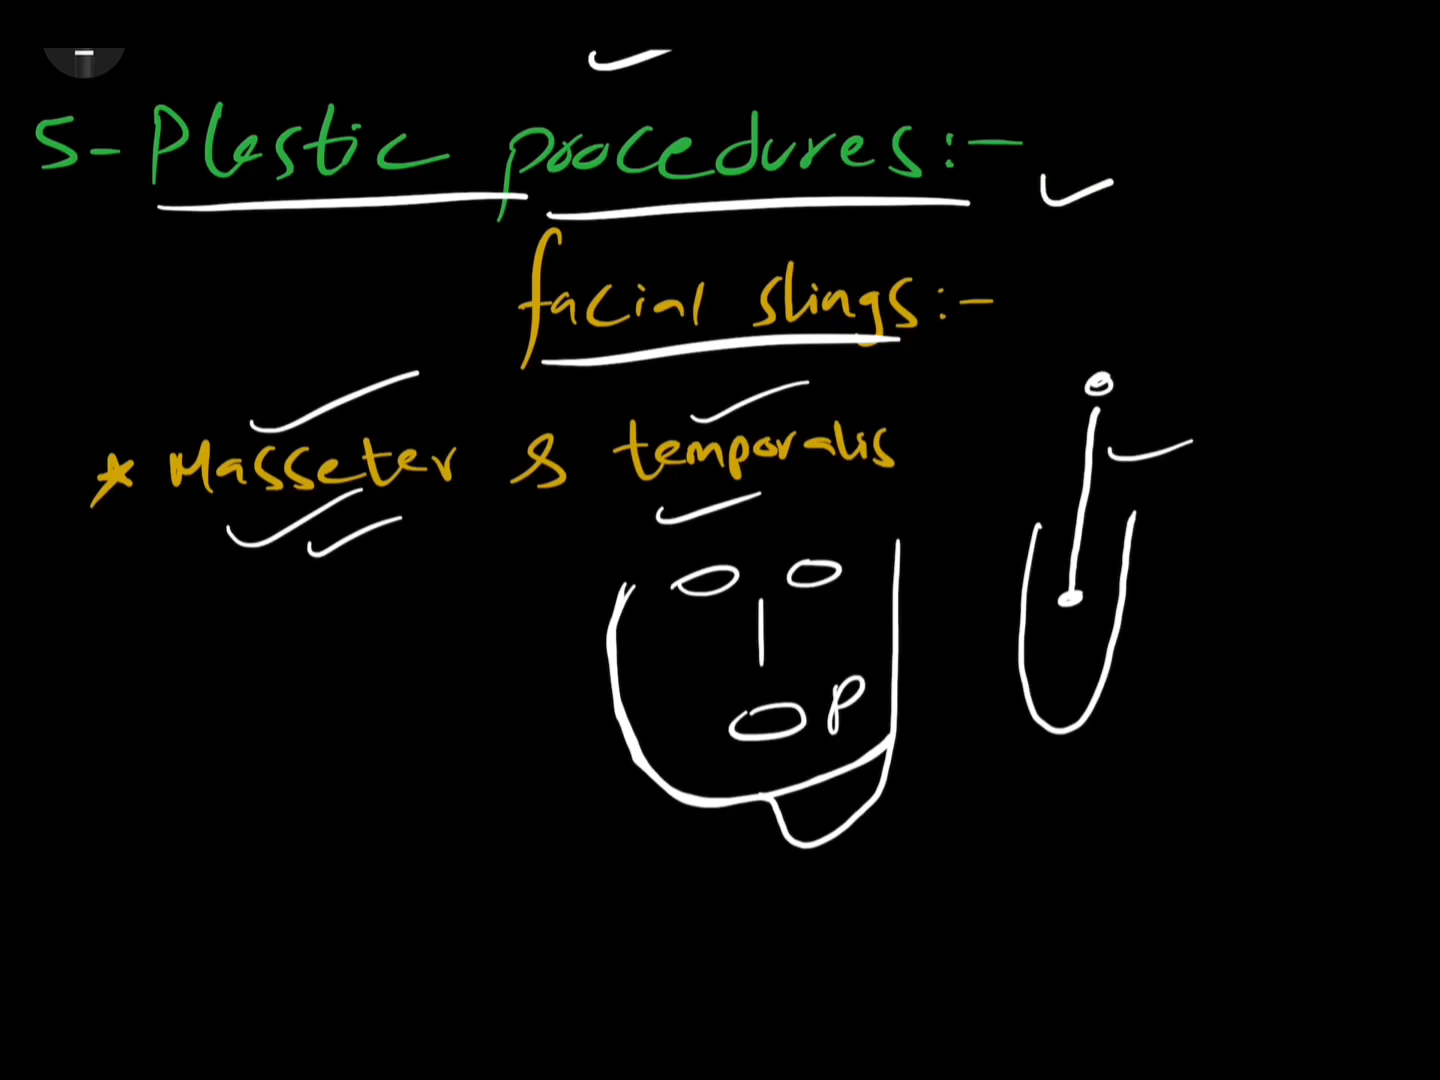 5- Plastic procedures:-
facial slings:-
* Masseter & temporalis
P